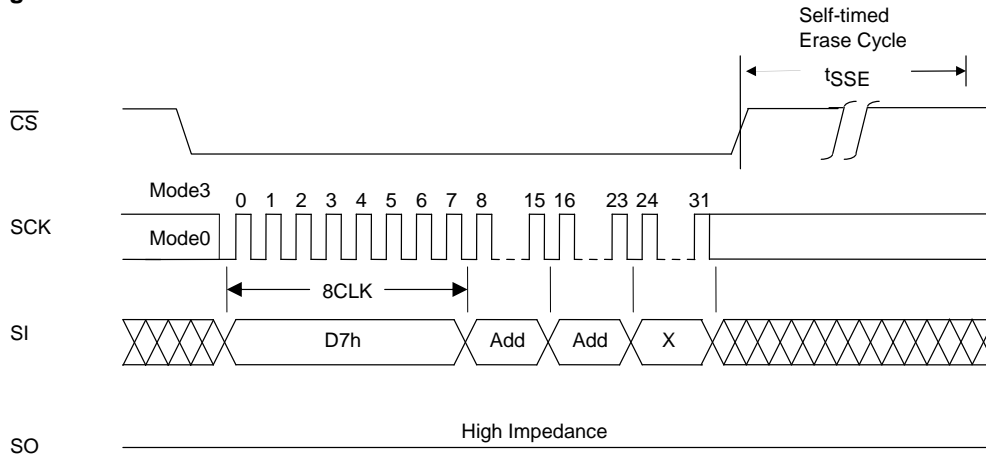 Self-timed
Erase Cycle
tSSE
CS
Mode3
0 1 2 3 4 5 6 7 8 15 16 23 24 31
SCK
Mode0
8CLK
SI
D7h Add Add X
High Impedance
SO